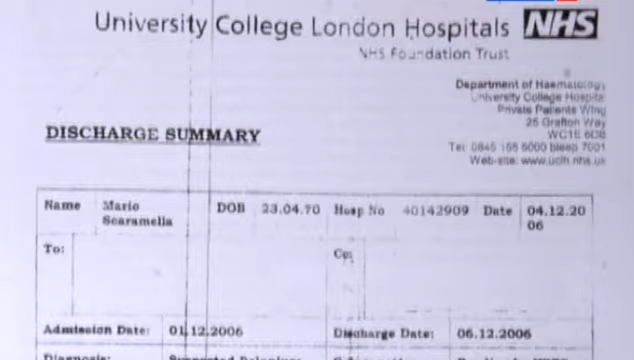 University College London Hospitals NHS
NHS Foundation Trust
Department of Haematology
University College Hospital
Private Patients Wing
25 Grafton Way
WC1E 6DB
Tel: 0845 155 5000 bleep 7001
Web-site: www.uclh.nhs.uk
DISCHARGE SUMMARY
Name Mario Scaramella DOB 23.04.70 Hosp No 40142909 Date 04.12.20
06
To: Cc:
Admission Date: 01.12.2006 Discharge Date: 06.12.2006
Diagnosis: Suspected